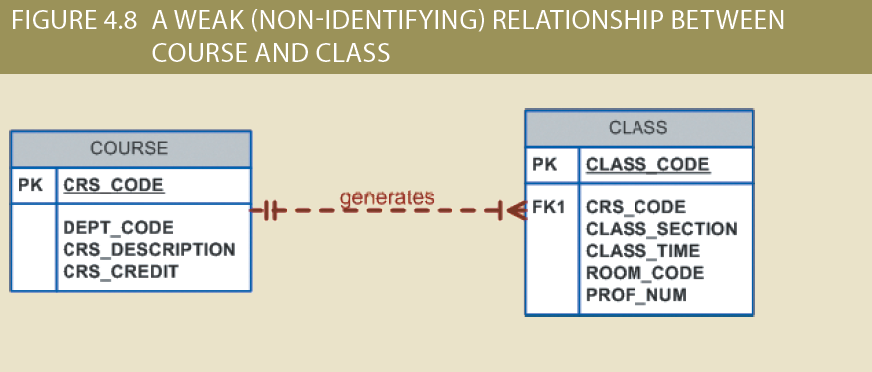 FIGURE 4.8 A WEAK (NON-IDENTIFYING) RELATIONSHIP BETWEEN
COURSE AND CLASS
COURSE
PK CRS_CODE
DEPT_CODE
CRS_DESCRIPTION
CRS_CREDIT
generates
CLASS
PK CLASS_CODE
FK1 CRS_CODE
CLASS_SECTION
CLASS_TIME
ROOM_CODE
PROF_NUM